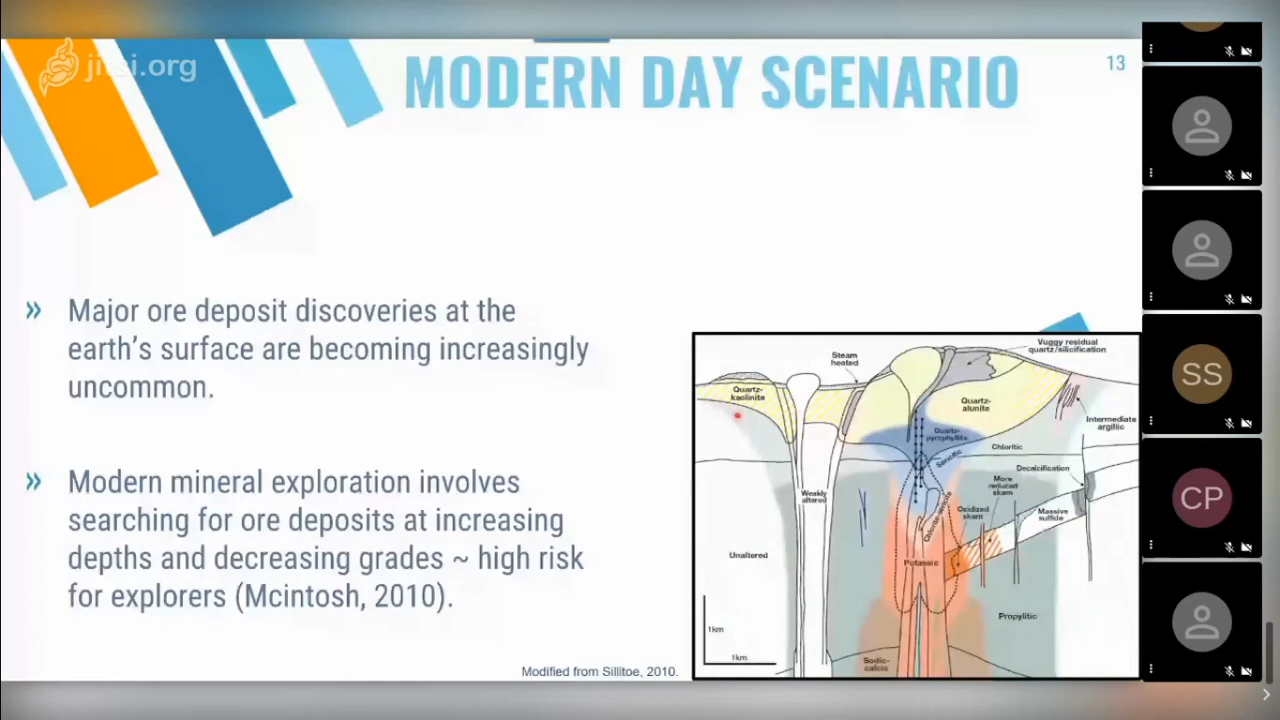 jitsi.org
MODERN DAY SCENARIO
13
» Major ore deposit discoveries at the
earth's surface are becoming increasingly
uncommon.
» Modern mineral exploration involves
searching for ore deposits at increasing
depths and decreasing grades ~ high risk
for explorers (Mcintosh, 2010).
Modified from Sillitoe, 2010.
Vuggy residual
quartz/silicification
Steam
heated
Quartz-
kaolinite
Quartz-
alunite
Intermediate
argillic
Quartz-
pyrophyllite
Chloritic
Sericitic
Decalcification
More
reduced
skarn
Weakly
altered
Chlorite-sericite
Oxidized
skarn
Massive
sulfide
Unaltered
Potassic
Propylitic
1km
1km
Sodic-
calcic
SS
CP